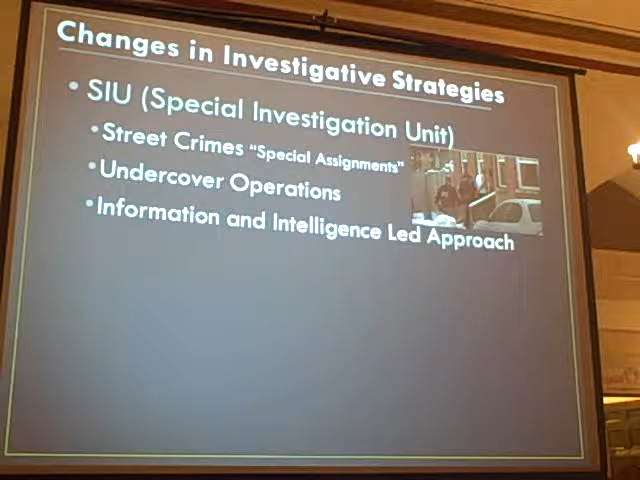 Changes in Investigative Strategies
• SIU (Special Investigation Unit)
• Street Crimes “Special Assignments”
• Undercover Operations
• Information and Intelligence Led Approach